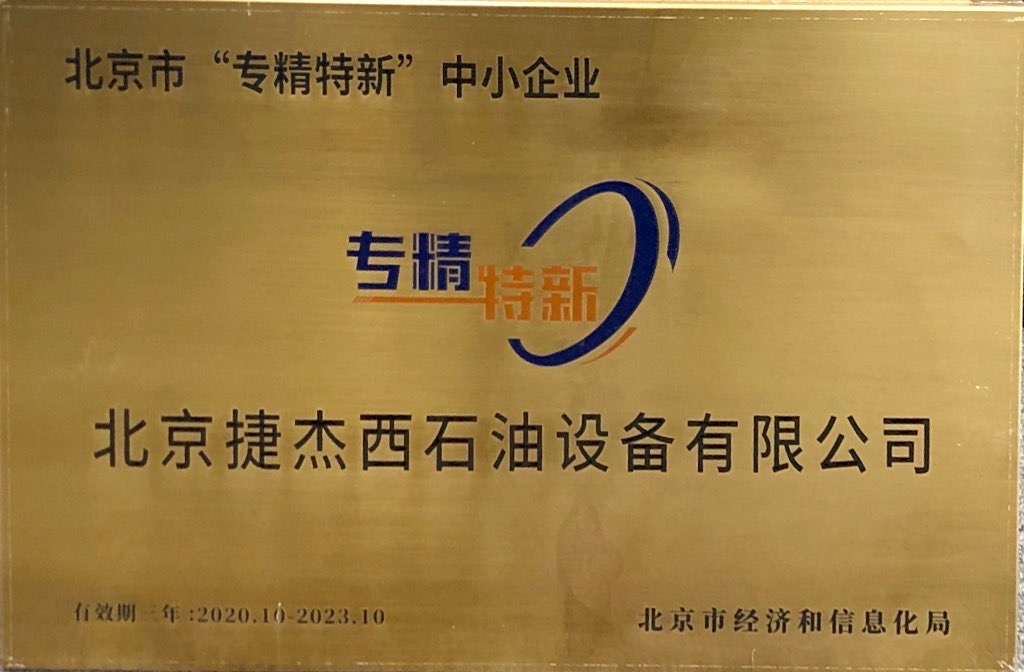 北京市“专精特新”中小企业
专精特新
北京捷杰西石油设备有限公司
有效期三年:2020.10-2023.10
北京市经济和信息化局